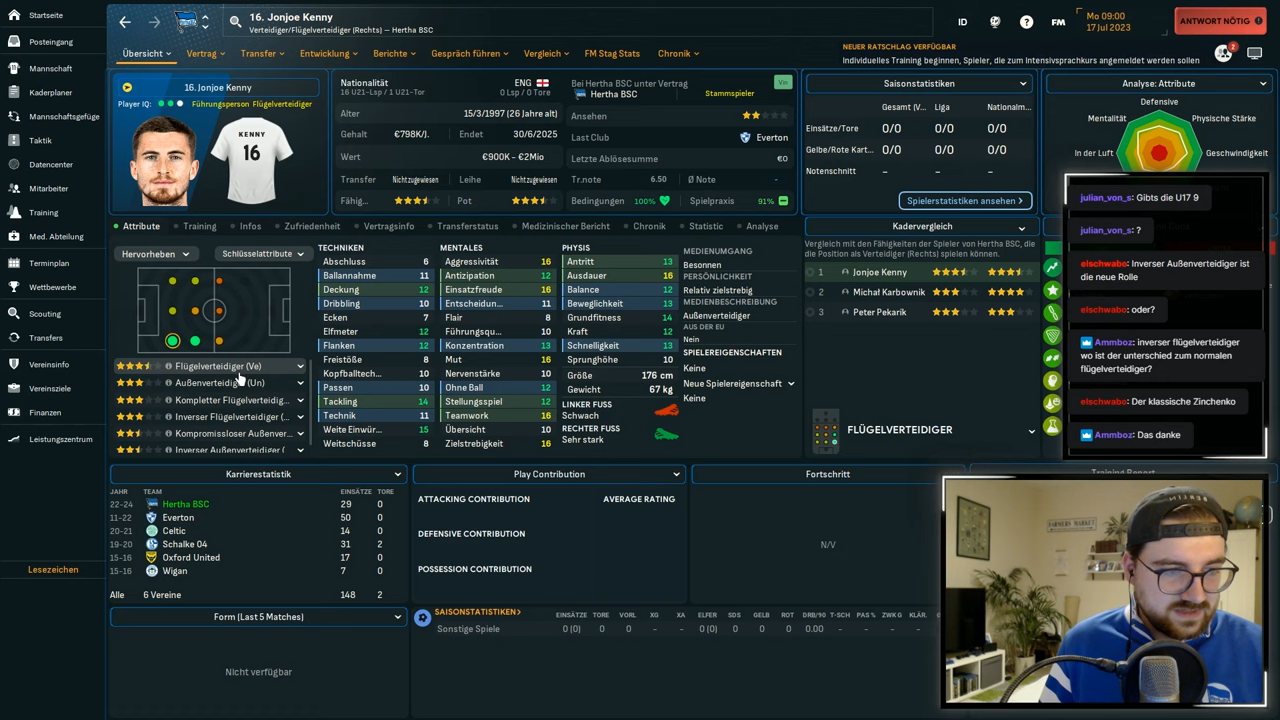 Startseite
Posteingang
Mannschaft
Kaderplaner
Mannschaftsgefüge
Taktik
Datencenter
Mitarbeiter
Training
Med. Abteilung
Terminplan
Wettbewerbe
Scouting
Transfers
Vereinsinfo
Vereinsziele
Finanzen
Leistungszentrum
Lesezeichen
16. Jonjoe Kenny
Verteidiger/Flügelverteidiger (Rechts) – Hertha BSC
ID
FM
Mo 09:00
17 Jul 2023
ANTWORT NÖTIG
Übersicht Vertrag Transfer Entwicklung Berichte Gespräch führen Vergleich FM Stag Stats Chronik
NEUER RATSCHLAG VERFÜGBAR
Individuelles Training beginnen, Spieler, die zum Intensivsprachkurs angemeldet werden sollen
2
16. Jonjoe Kenny
Player IQ: Führungsperson Flügelverteidiger
KENNY
16
Nationalität ENG
16 U21-Lsp / 1 U21-Tor 0 Lsp / 0 Tore
Alter 15/3/1997 (26 Jahre alt)
Gehalt €798K/J. Endet 30/6/2025
Wert €900K - €2Mio
Transfer Nicht zugewiesen Leihe Nicht zugewiesen
Fähig... Pot
Bei Hertha BSC unter Vertrag
Hertha BSC Stammspieler
Ansehen
Last Club Everton
Letzte Ablösesumme €0
Tr.note 6.50 Ø Note -
Bedingungen 100% Spielpraxis 91%
Saisonstatistiken
Gesamt (V... Liga Nationalm...
Einsätze/Tore 0/0 0/0 0/0
Gelbe/Rote Kart... 0/0 0/0 0/0
Notenschnitt - - -
Spielerstatistiken ansehen >
Analyse: Attribute
Defensive
Mentalität
Physische Stärke
In der Luft
Geschwindigkeit
Attribute Training Infos Zufriedenheit Vertragsinfo Transferstatus Medizinischer Bericht Chronik Statistic Analyse
Hervorheben Schlüsselattribute
Flügelverteidiger (Ve)
Außenverteidiger (Un)
Kompletter Flügelverteidig...
Inverser Flügelverteidiger (...
Kompromissloser Außenver...
Inverser Außenverteidiger (
TECHNIKEN
Abschluss 6
Ballannahme 11
Deckung 12
Dribbling 10
Ecken 7
Elfmeter 12
Flanken 12
Freistöße 8
Kopfballtech... 10
Passen 10
Tackling 14
Technik 11
Weite Einwür... 15
Weitschüsse 8
MENTALES
Aggressivität 16
Antizipation 12
Einsatzfreude 16
Entscheidun... 11
Flair 8
Führungsqu... 10
Konzentration 13
Mut 16
Nervenstärke 10
Ohne Ball 12
Stellungsspiel 12
Teamwork 16
Übersicht 10
Zielstrebigkeit 16
PHYSIS
Antritt 13
Ausdauer 16
Balance 12
Beweglichkeit 13
Grundfitness 14
Kraft 12
Schnelligkeit 13
Sprunghöhe 10
Größe 176 cm
Gewicht 67 kg
LINKER FUSS
Schwach
RECHTER FUSS
Sehr stark
MEDIENUMGANG
Besonnen
PERSÖNLICHKEIT
Relativ zielstrebig
MEDIENBESCHREIBUNG
Außenverteidiger
AUS DER EU
Nein
SPIELEREIGENSCHAFTEN
Keine
Neue Spielereigenschaft
Keine
Kadervergleich
Vergleich mit den Fähigkeiten der Spieler von Hertha BSC, die
die Position als Verteidiger (Rechts) spielen können.
1 Jonjoe Kenny
2 Michał Karbownik
3 Peter Pekarik
FLÜGELVERTEIDIGER
julian_von_s: Gibts die U17 9
julian_von_s: ?
elschwabo: Inverser Außenverteidiger ist
die neue Rolle
elschwabo: oder?
Ammboz: inverser flügelverteidiger
wo ist der unterschied zum normalen
flügelverteidiger?
elschwabo: Der klassische Zinchenko
Ammboz: Das danke
Karrierestatistik
JAHR TEAM EINSÄTZE TORE
22-24 Hertha BSC 29 0
11-22 Everton 50 0
20-21 Celtic 14 0
19-20 Schalke 04 31 2
15-16 Oxford United 17 0
15-16 Wigan 7 0
Alle 6 Vereine 148 2
Play Contribution
ATTACKING CONTRIBUTION AVERAGE RATING
DEFENSIVE CONTRIBUTION
POSSESSION CONTRIBUTION
Fortschritt
N/V
Training Report
Form (Last 5 Matches)
Nicht verfügbar
SAISONSTATISTIKEN> EINSÄTZE TORE VORL XG XA ELFER SDS GELB ROT DRB/90 T-SCH PAS % ZWK G KLÄR.
Sonstige Spiele 0 (0) 0 0 - - 0 (0) 0 0 0 0.00 - - - -
FARMERS MARKET
BERLIN